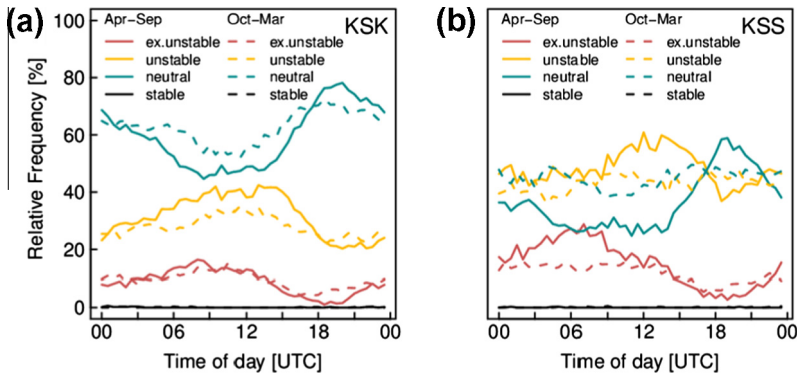 (a)
Apr-Sep Oct-Mar KSK
ex.unstable ex.unstable
unstable unstable
neutral neutral
stable stable
Relative Frequency [%]
100
80
60
40
20
0
00 06 12 18 00
Time of day [UTC]
(b)
Apr-Sep Oct-Mar KSS
ex.unstable ex.unstable
unstable unstable
neutral neutral
stable stable
00 06 12 18 00
Time of day [UTC]